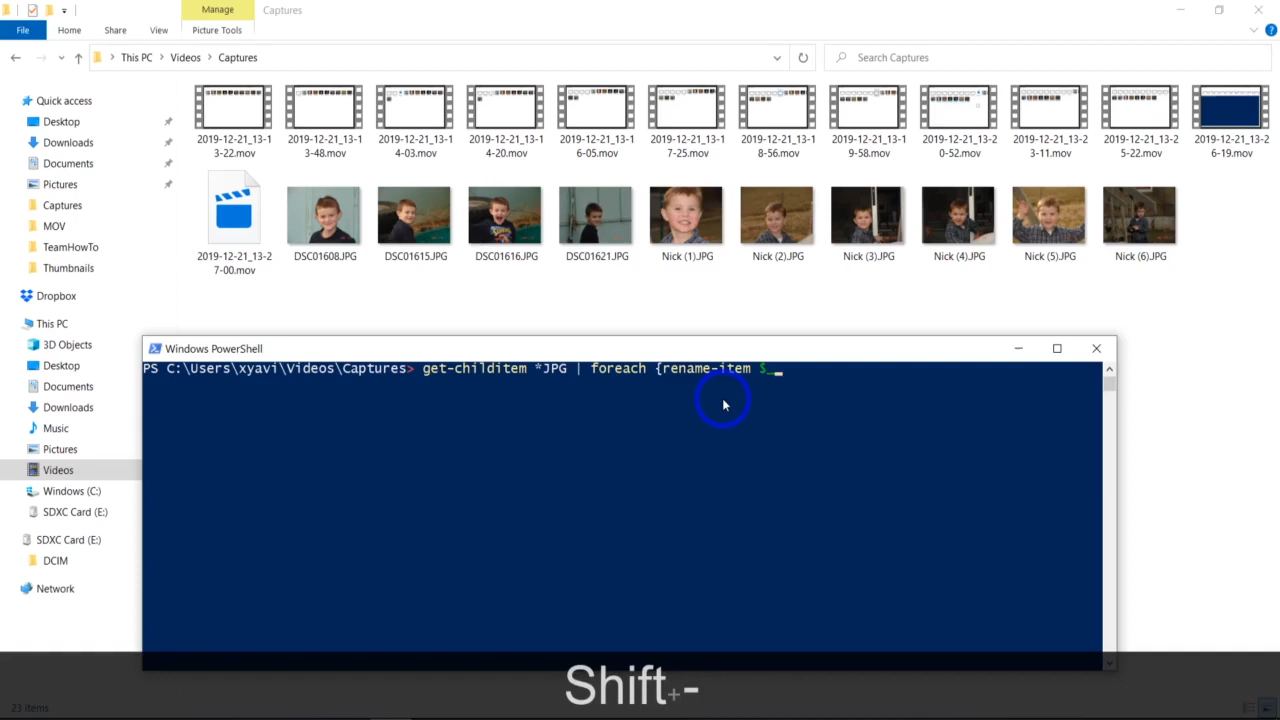 Manage
Captures
File
Home
Share
View
Picture Tools
This PC
Videos
Captures
Search Captures
Quick access
Desktop
Downloads
Documents
Pictures
Captures
MOV
TeamHowTo
Thumbnails
Dropbox
This PC
3D Objects
Desktop
Documents
Downloads
Music
Pictures
Videos
Windows (C:)
SDXC Card (E:)
SDXC Card (E:)
DCIM
Network
2019-12-21_13-1
3-22.mov
2019-12-21_13-1
3-48.mov
2019-12-21_13-1
4-03.mov
2019-12-21_13-1
4-20.mov
2019-12-21_13-1
6-05.mov
2019-12-21_13-1
7-25.mov
2019-12-21_13-1
8-56.mov
2019-12-21_13-1
9-58.mov
2019-12-21_13-2
0-52.mov
2019-12-21_13-2
3-11.mov
2019-12-21_13-2
5-22.mov
2019-12-21_13-2
6-19.mov
2019-12-21_13-2
7-00.mov
DSC01608.JPG
DSC01615.JPG
DSC01616.JPG
DSC01621.JPG
Nick (1).JPG
Nick (2).JPG
Nick (3).JPG
Nick (4).JPG
Nick (5).JPG
Nick (6).JPG
Windows PowerShell
PS C:\Users\xyavi\Videos\Captures> get-childitem *JPG | foreach {rename-item $_
Shift + -
23 items